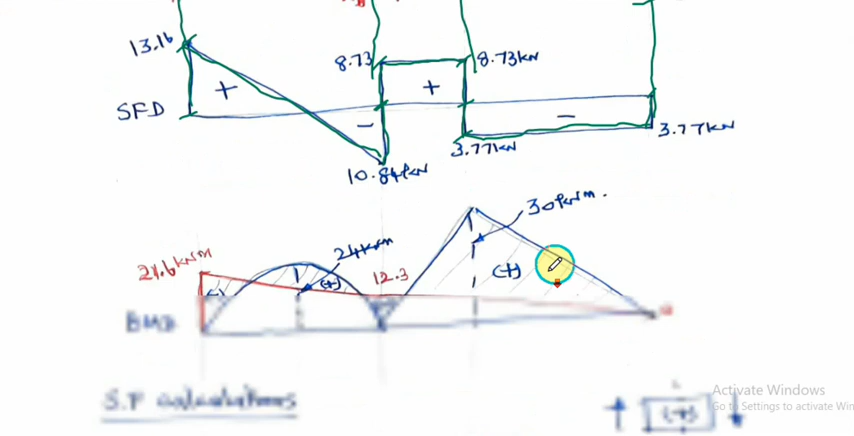 13.16
8.73
8.73kN
+
+
SFD
-
-
3.77kN
3.77kN
10.84kN
30kNm.
24kNm
21.6kNm
12.3
(+)
(+)
(-)
BMD
S.F calculations
(+)
Activate Windows
Go to Settings to activate Win